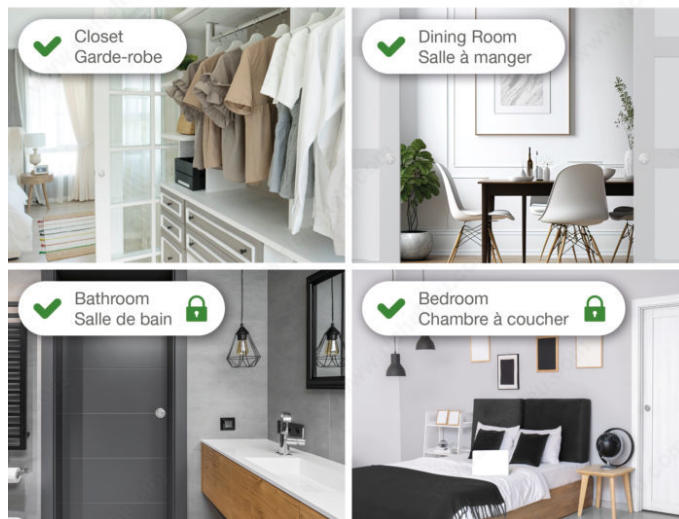 Closet
Garde-robe
Dining Room
Salle à manger
Bathroom
Salle de bain
Bedroom
Chambre à coucher